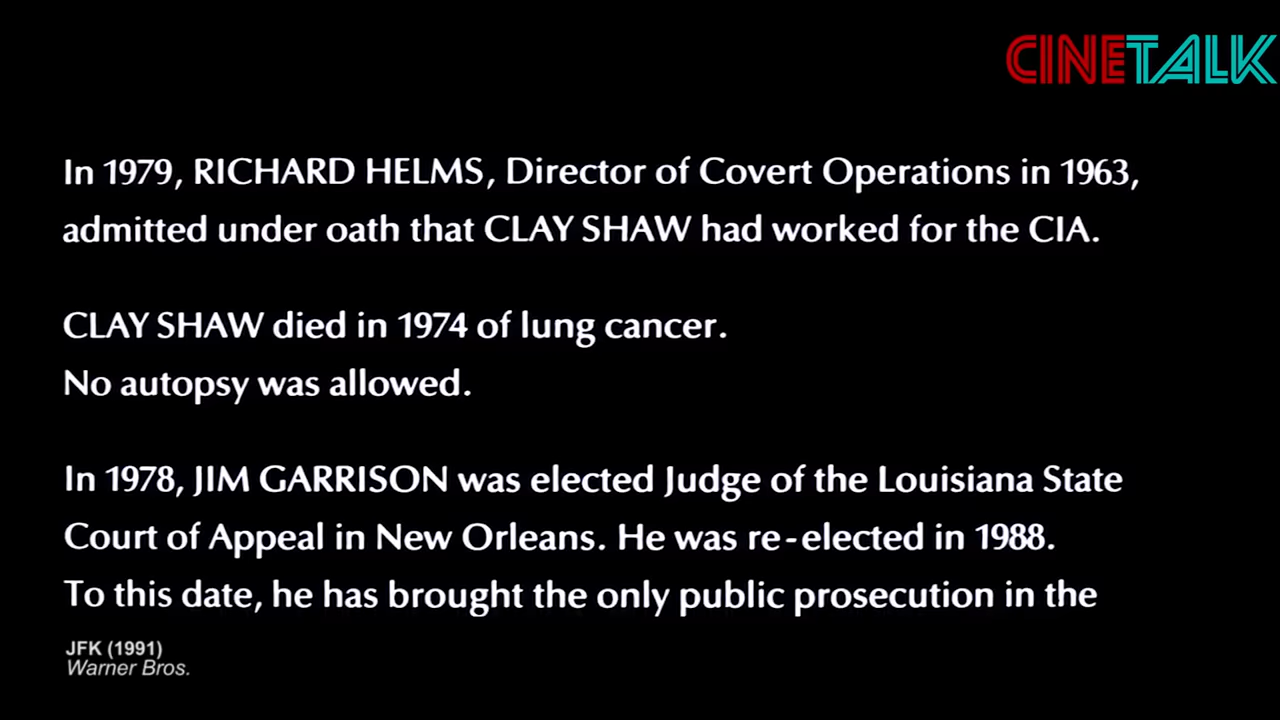 CINETALK
In 1979, RICHARD HELMS, Director of Covert Operations in 1963,
admitted under oath that CLAY SHAW had worked for the CIA.
CLAY SHAW died in 1974 of lung cancer.
No autopsy was allowed.
In 1978, JIM GARRISON was elected Judge of the Louisiana State
Court of Appeal in New Orleans. He was re-elected in 1988.
To this date, he has brought the only public prosecution in the
JFK (1991)
Warner Bros.